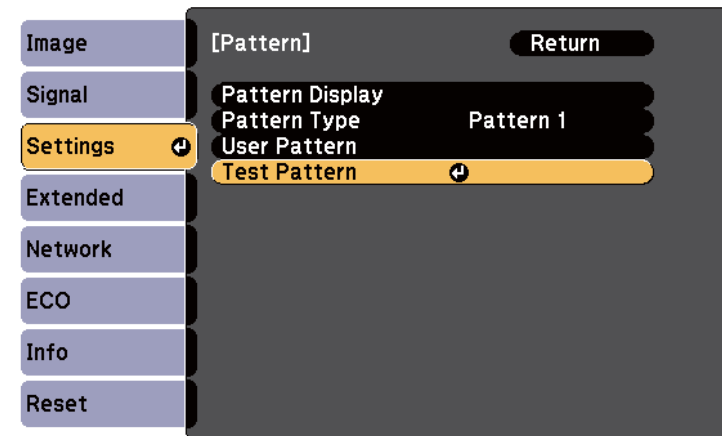 Image
Signal
Settings
Extended
Network
ECO
Info
Reset
[Pattern] Return
Pattern Display
Pattern Type Pattern 1
User Pattern
Test Pattern